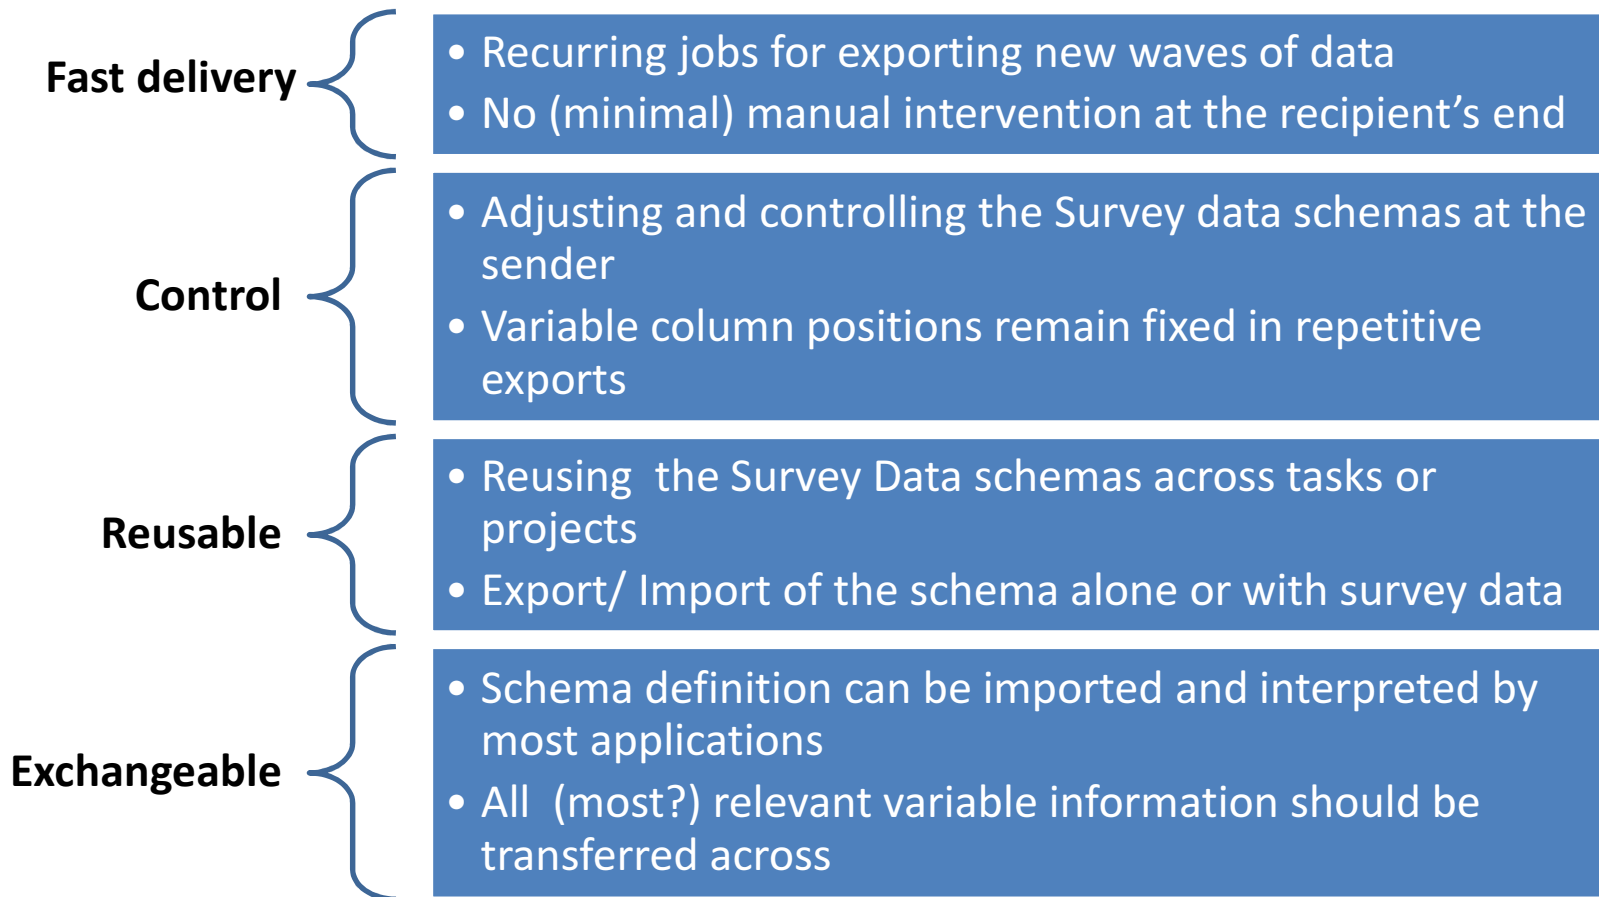 Fast delivery
• Recurring jobs for exporting new waves of data
• No (minimal) manual intervention at the recipient’s end
Control
• Adjusting and controlling the Survey data schemas at the
sender
• Variable column positions remain fixed in repetitive
exports
Reusable
• Reusing  the Survey Data schemas across tasks or
projects
• Export/ Import of the schema alone or with survey data
Exchangeable
• Schema definition can be imported and interpreted by
most applications
• All  (most?) relevant variable information should be
transferred across